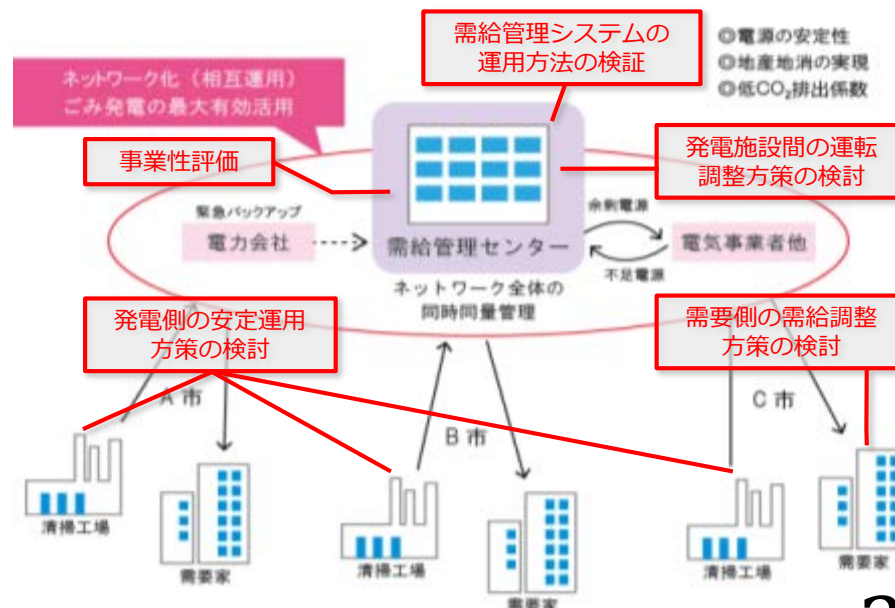 需給管理システムの
運用方法の検証
◎電源の安定性
◎地産地消の実現
◎低CO₂排出係数
ネットワーク化（相互運用）
ごみ発電の最大有効活用
事業性評価
発電施設間の運転
調整方策の検討
緊急バックアップ
電力会社
需給管理センター
余剰電源
不足電源
電気事業者他
ネットワーク全体の
同時同量管理
発電側の安定運用
方策の検討
需要側の需給調整
方策の検討
A市
B市
C市
清掃工場
需要家
清掃工場
需要家
清掃工場
需要家